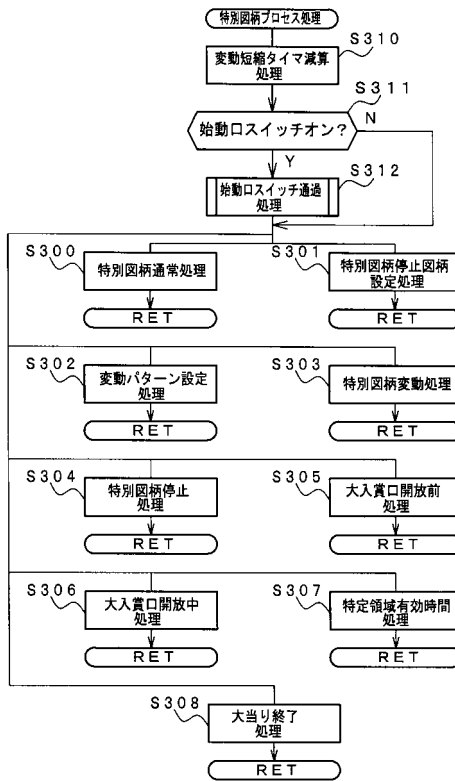 特別図柄プロセス処理
S310
変動短縮タイマ減算
処理
S311
始動口スイッチオン?
N
Y
S312
始動口スイッチ通過
処理
S300
特別図柄通常処理
RET
S301
特別図柄停止図柄
設定処理
RET
S302
変動パターン設定
処理
RET
S303
特別図柄変動処理
RET
S304
特別図柄停止
処理
RET
S305
大入賞口開放前
処理
RET
S306
大入賞口開放中
処理
RET
S307
特定領域有効時間
処理
RET
S308
大当り終了
処理
RET